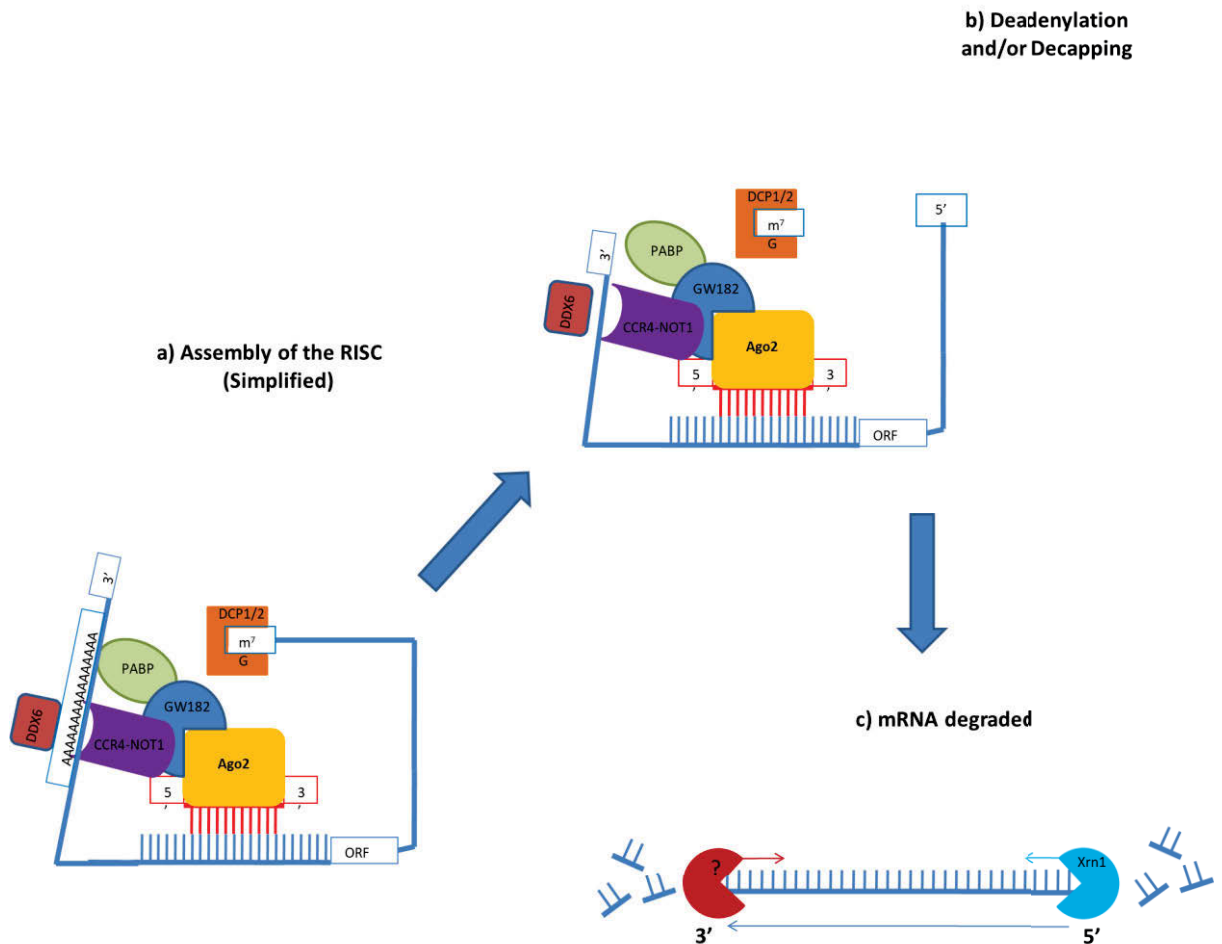 b) Deadenylation
and/or Decapping
DCP1/2
m⁷
G
5’
3’
PABP
GW182
DDX6
CCR4-NOT1
Ago2
5
’
3
’
ORF
a) Assembly of the RISC
(Simplified)
3’
AAAAAAAAAAAAAAAAA
DCP1/2
m⁷
G
PABP
GW182
DDX6
CCR4-NOT1
Ago2
5
’
3
’
ORF
c) mRNA degraded
?
Xrn1
3’
5’